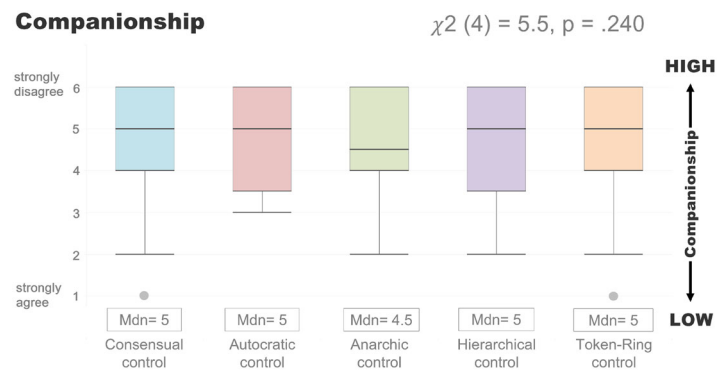 Companionship
χ2 (4) = 5.5, p = .240
HIGH
strongly
disagree
6
5
4
3
2
strongly
agree
1
Companionship
LOW
Mdn= 5
Mdn= 5
Mdn= 4.5
Mdn= 5
Mdn= 5
Consensual
control
Autocratic
control
Anarchic
control
Hierarchical
control
Token-Ring
control